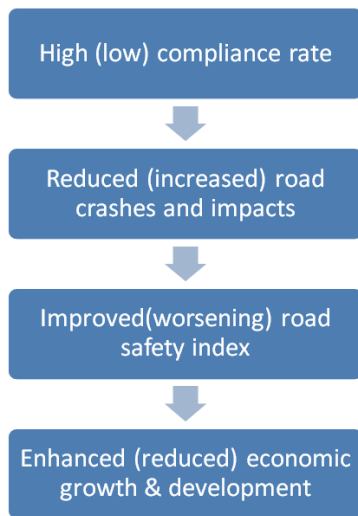 High (low) compliance rate
Reduced (increased) road
crashes and impacts
Improved(worsening) road
safety index
Enhanced (reduced) economic
growth & development